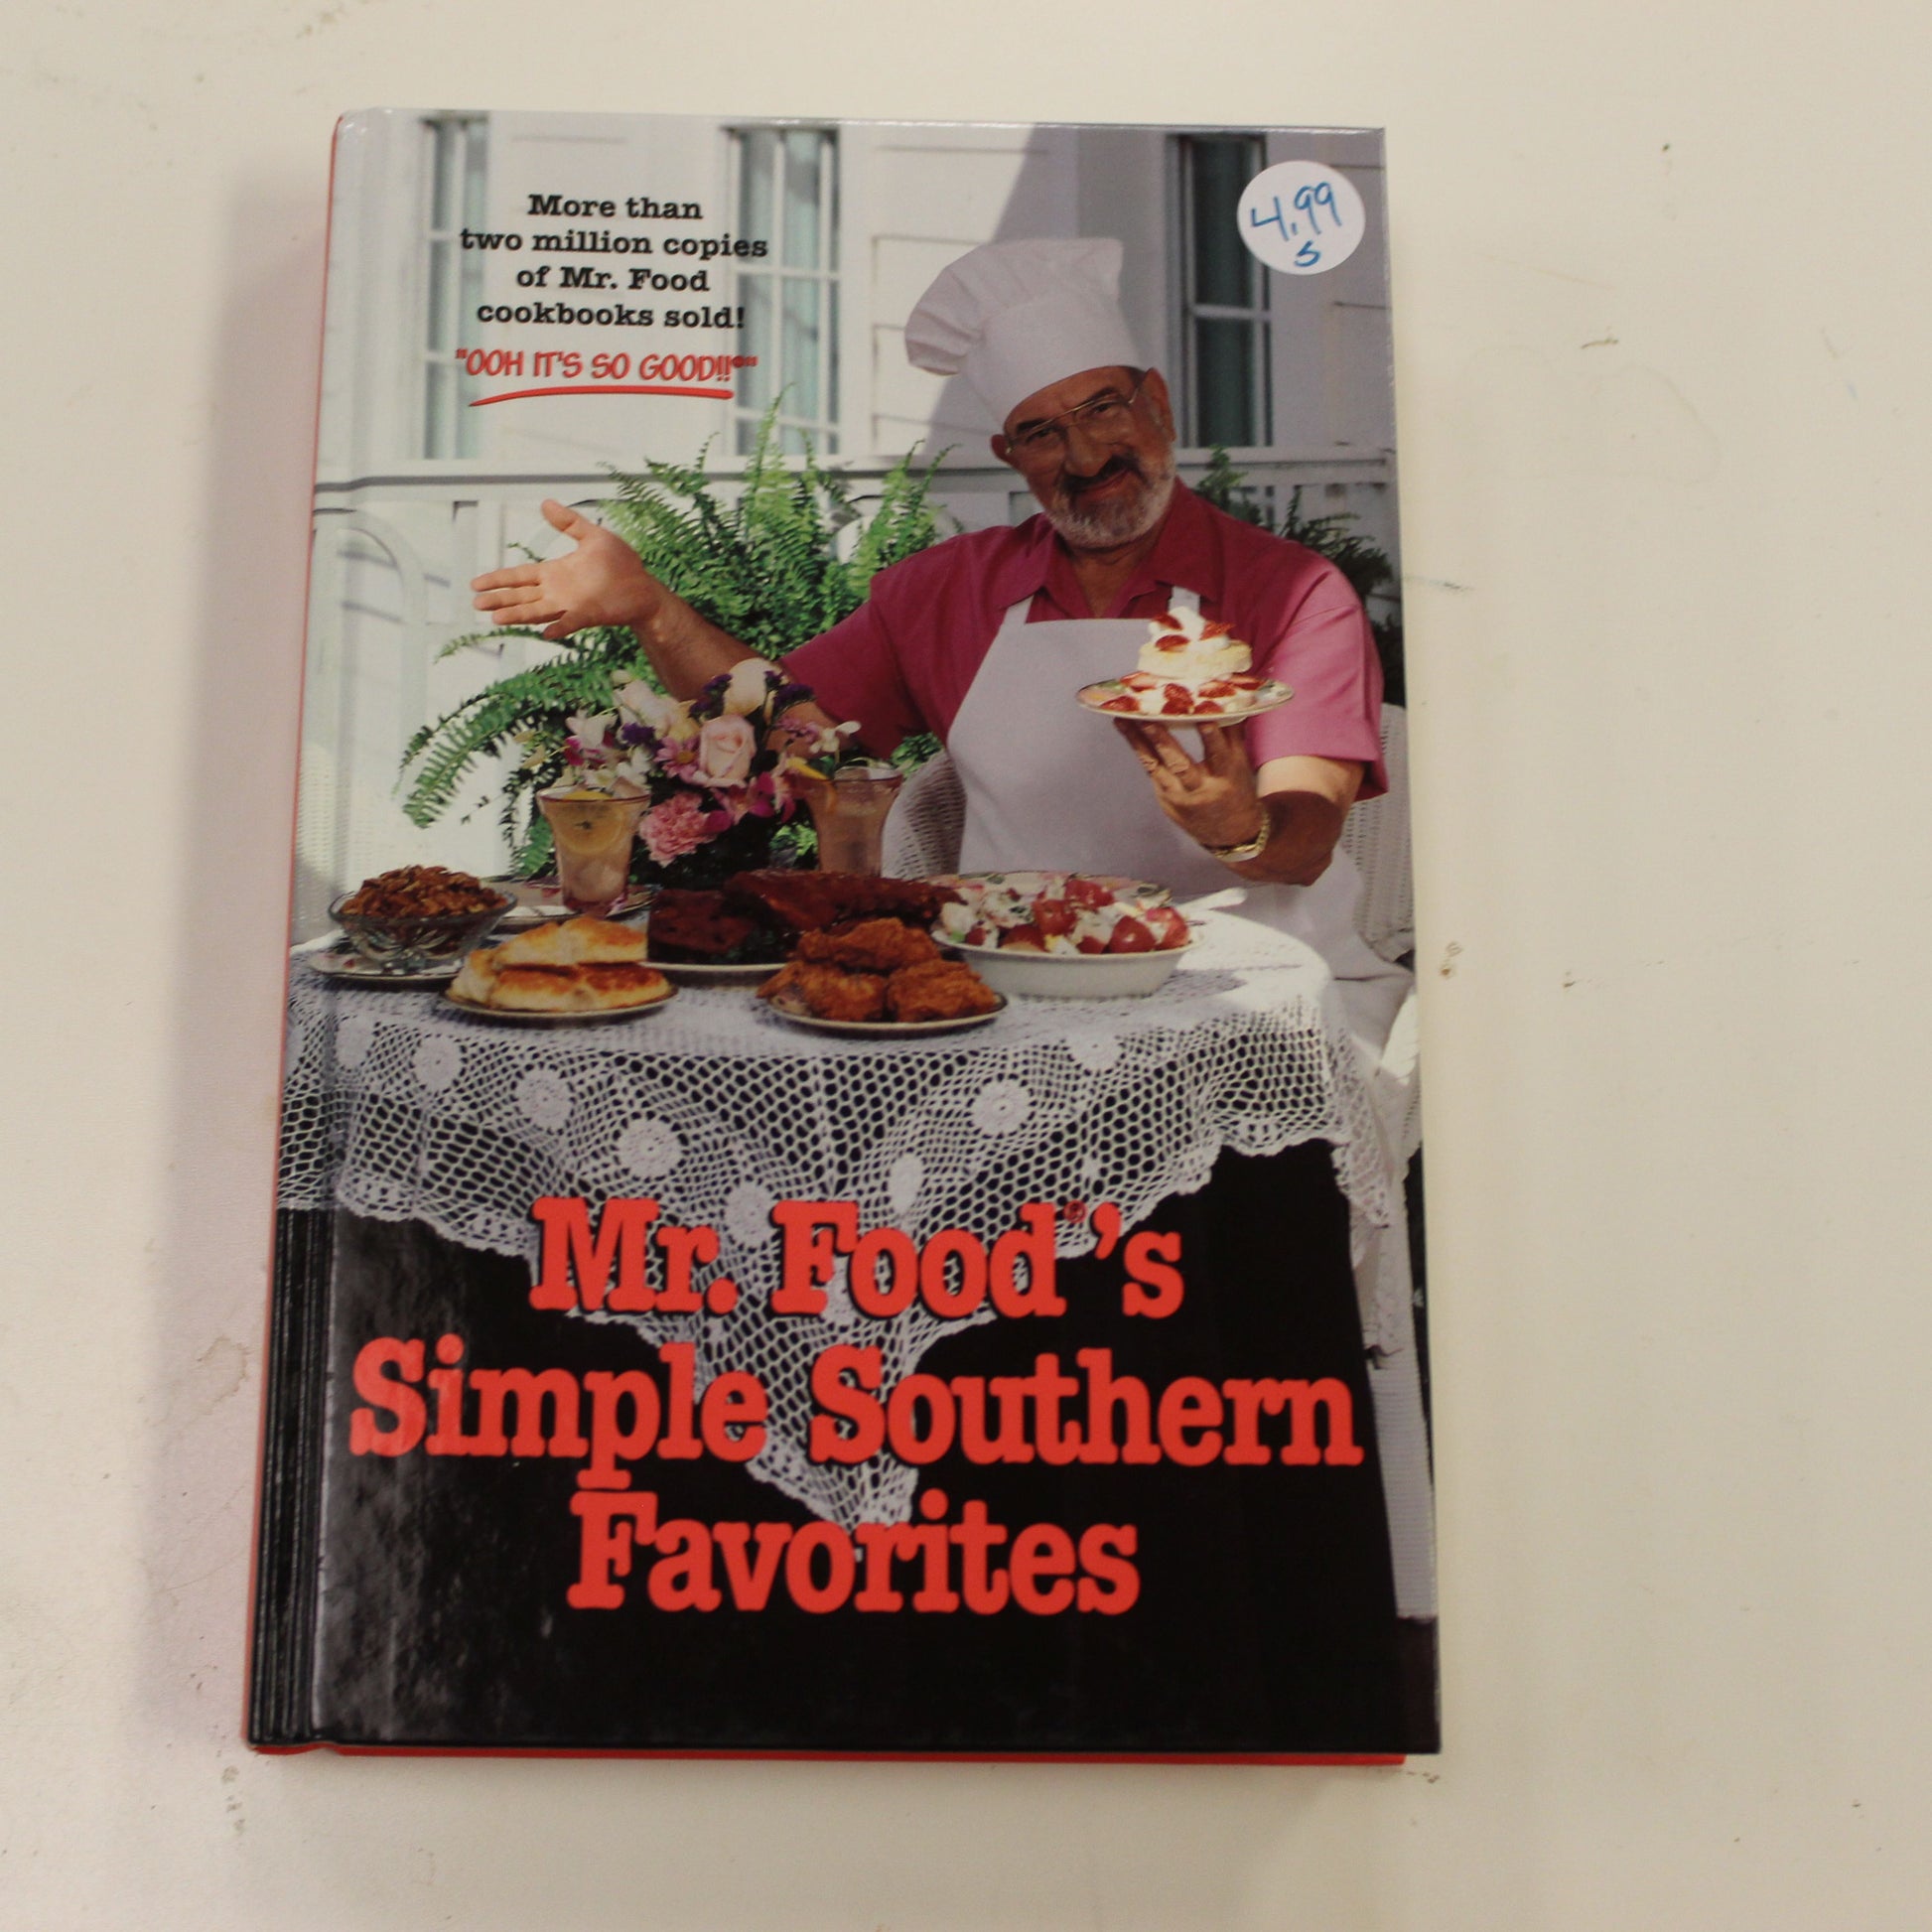 More than
two million copies
of Mr. Food
cookbooks sold!
"OOH IT'S SO GOOD!!®"
4.99
s
Mr. Food®'s
Simple Southern
Favorites